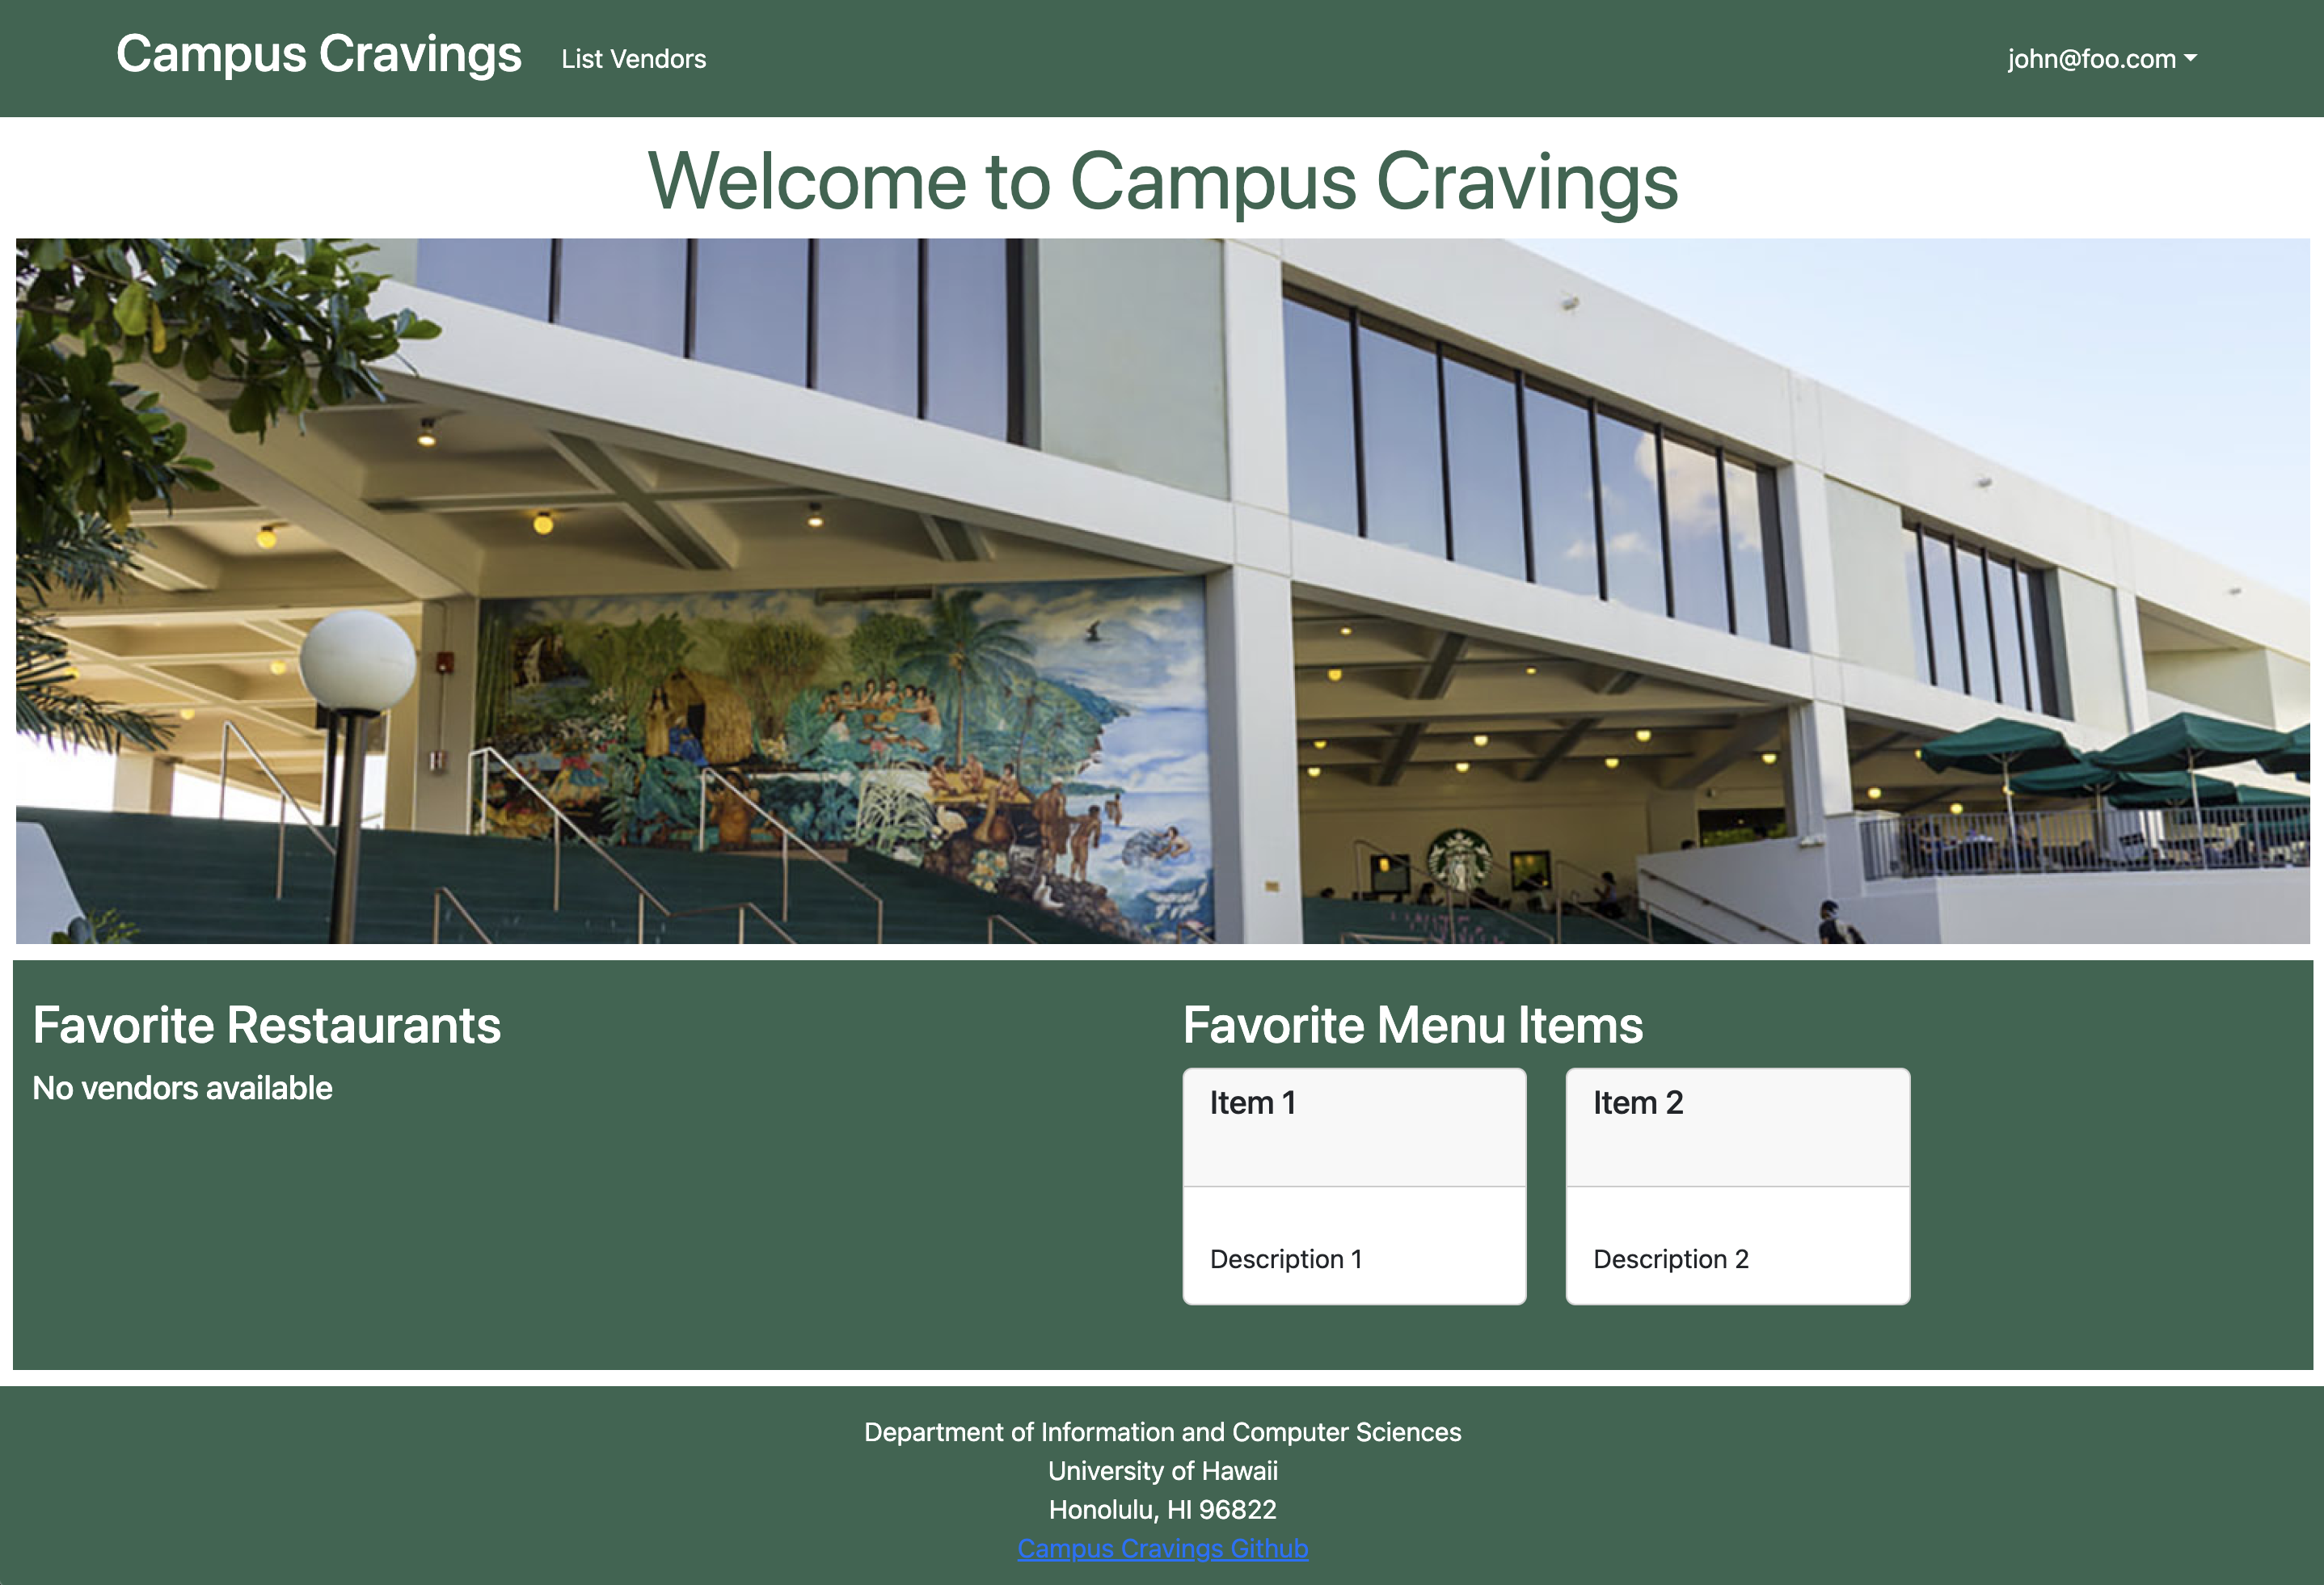 Campus Cravings
List Vendors
john@foo.com
Welcome to Campus Cravings
Favorite Restaurants
No vendors available
Favorite Menu Items
Item 1
Description 1
Item 2
Description 2
Department of Information and Computer Sciences
University of Hawaii
Honolulu, HI 96822
Campus Cravings Github